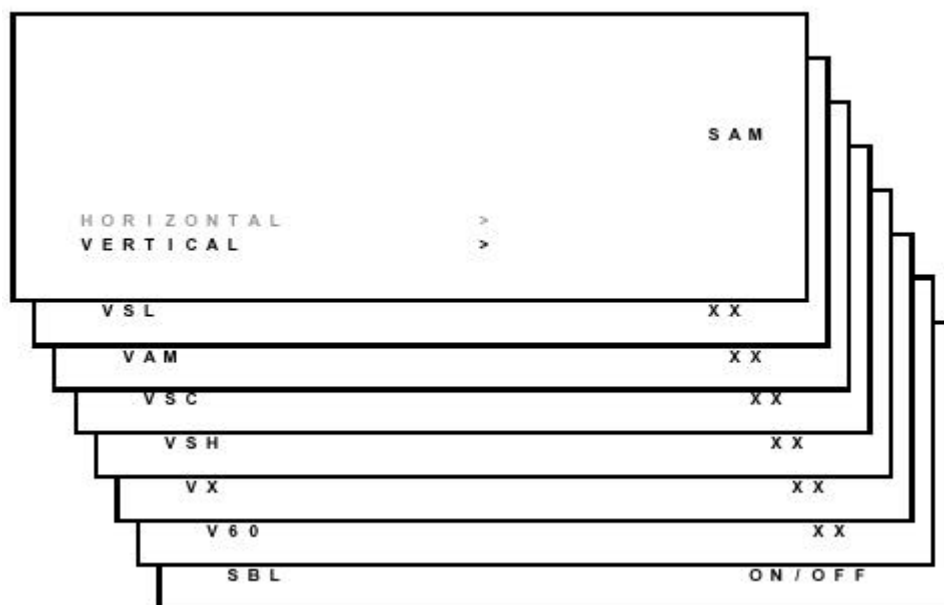 SAM
HORIZONTAL >
VERTICAL >
VSL XX
VAM XX
VSC XX
VSH XX
VX XX
V60 XX
SBL ON/OFF